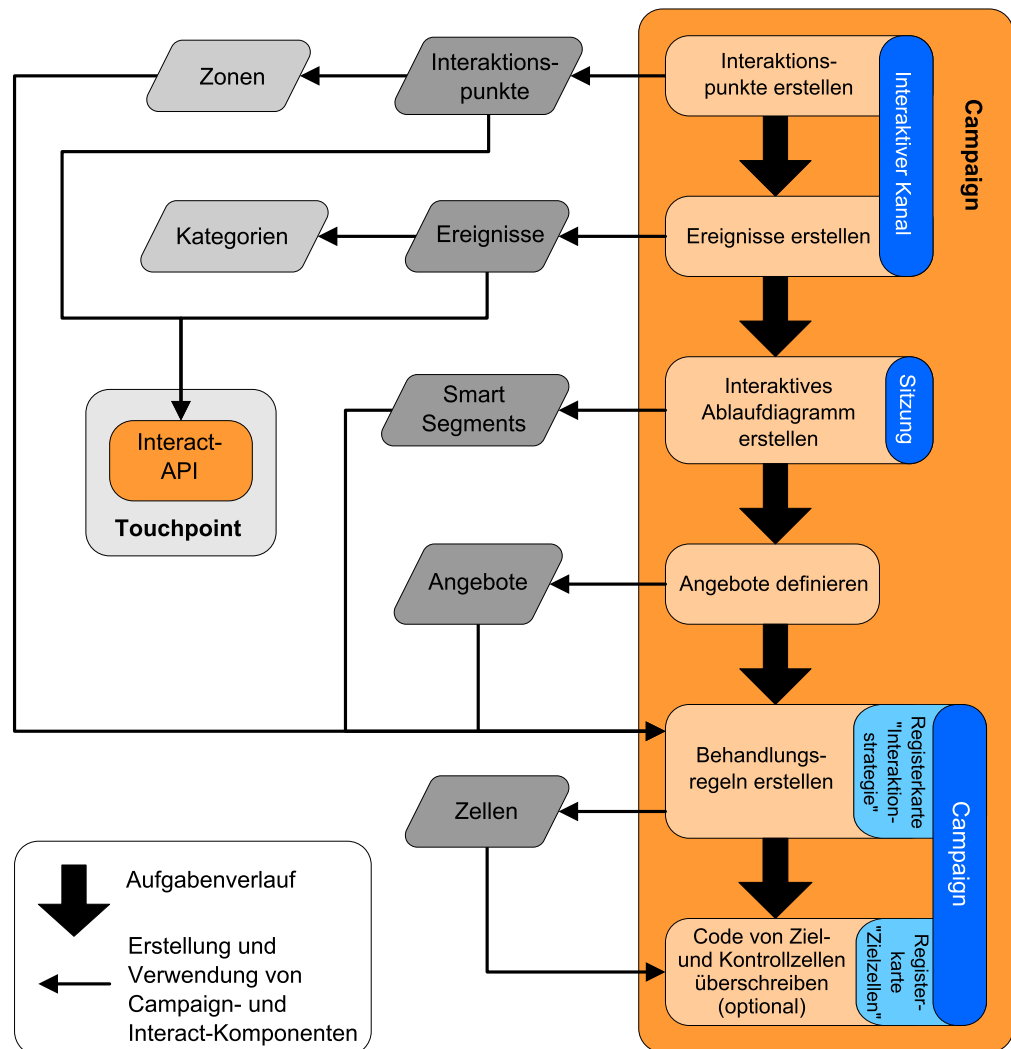 Zonen
Interaktions-
punkte
Interaktions-
punkte erstellen
Interaktiver Kanal
Campaign
Kategorien
Ereignisse
Ereignisse erstellen
Smart
Segments
Interaktives
Ablaufdiagramm
erstellen
Sitzung
Interact-
API
Touchpoint
Angebote
Angebote definieren
Behandlungs-
regeln erstellen
Registerkarte
"Interaktion-
strategie"
Campaign
Zellen
Code von Ziel-
und Kontrollzellen
überschreiben
(optional)
Register-
karte
"Zielzellen"
Aufgabenverlauf
Erstellung und
Verwendung von
Campaign- und
Interact-Komponenten